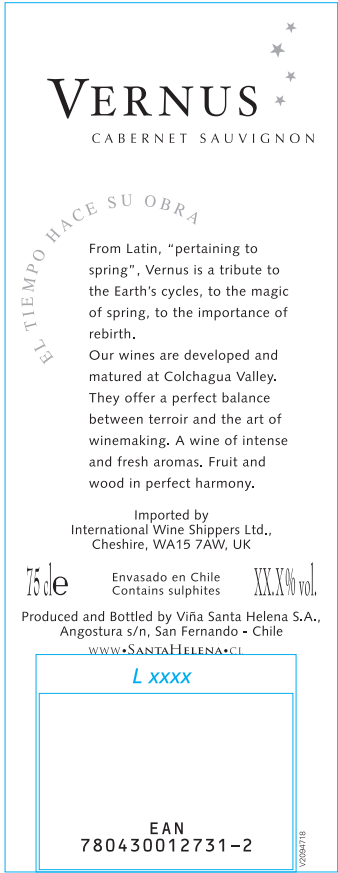 VERNUS
CABERNET SAUVIGNON
EL TIEMPO HACE SU OBRA
From Latin, “pertaining to
spring”, Vernus is a tribute to
the Earth’s cycles, to the magic
of spring, to the importance of
rebirth.
Our wines are developed and
matured at Colchagua Valley.
They offer a perfect balance
between terroir and the art of
winemaking. A wine of intense
and fresh aromas. Fruit and
wood in perfect harmony.
Imported by
International Wine Shippers Ltd.,
Cheshire, WA15 7AW, UK
75 cl e
Envasado en Chile
Contains sulphites
XX.X% vol.
Produced and Bottled by Viña Santa Helena S.A.,
Angostura s/n, San Fernando - Chile
WWW•SANTAHELENA•CL
L xxxx
EAN
780430012731-2
V2094718